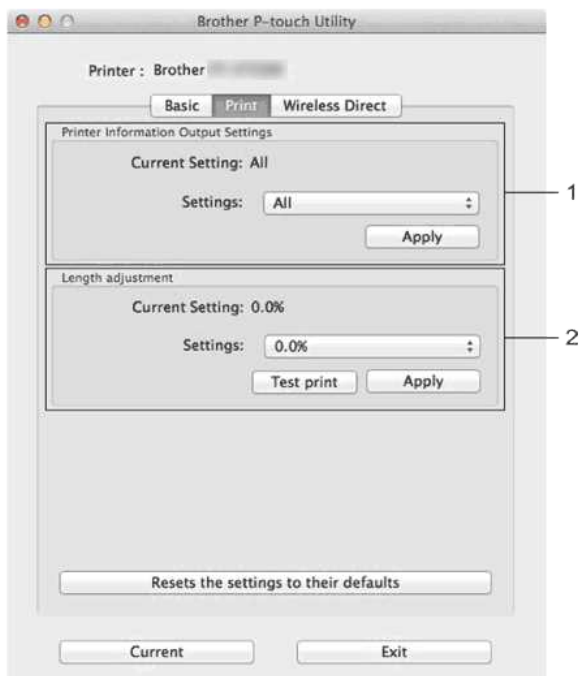 Brother P-touch Utility
Printer : Brother
Basic Print Wireless Direct
Printer Information Output Settings
Current Setting: All
Settings: All
1
Apply
Length adjustment
Current Setting: 0.0%
Settings: 0.0%
2
Test print Apply
Resets the settings to their defaults
Current Exit